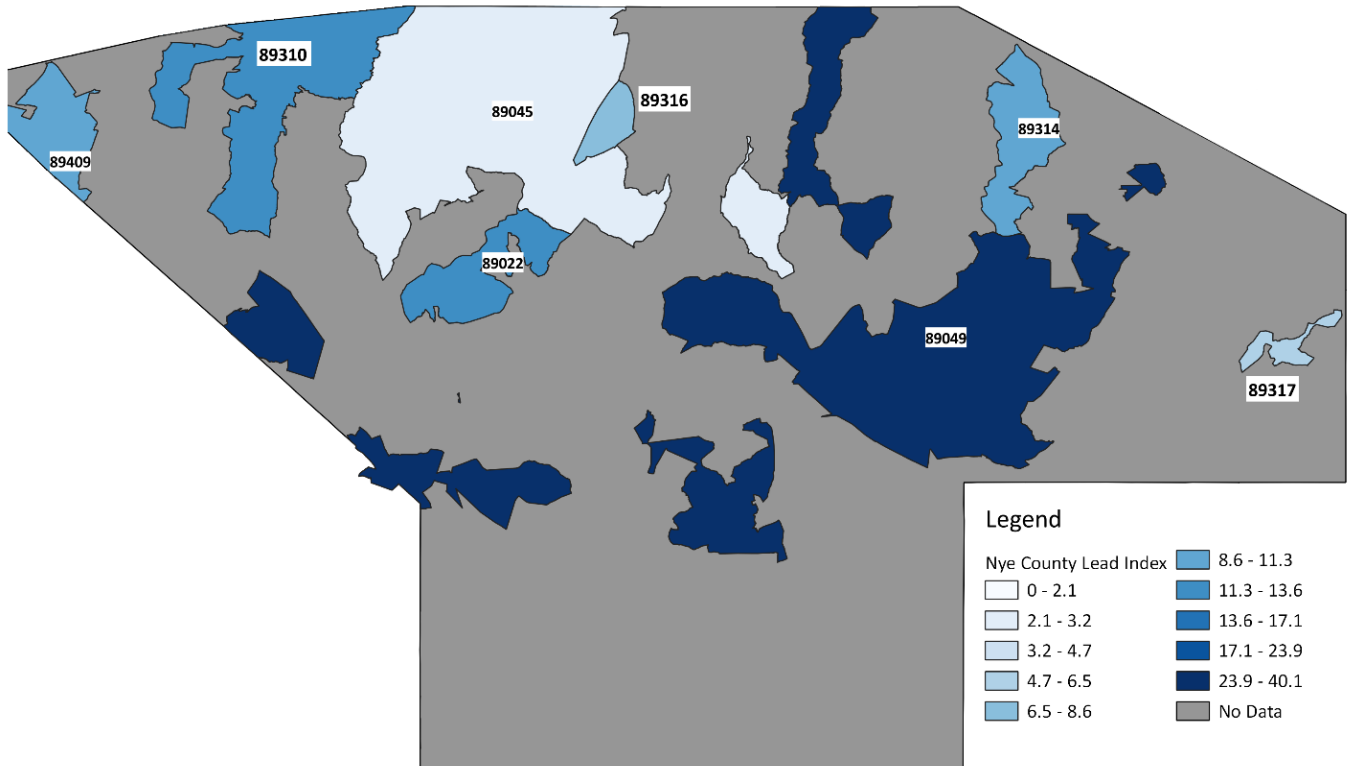 89310
89045
89316
89314
89409
89022
89049
89317
Legend
Nye County Lead Index
0 - 2.1
2.1 - 3.2
3.2 - 4.7
4.7 - 6.5
6.5 - 8.6
8.6 - 11.3
11.3 - 13.6
13.6 - 17.1
17.1 - 23.9
23.9 - 40.1
No Data